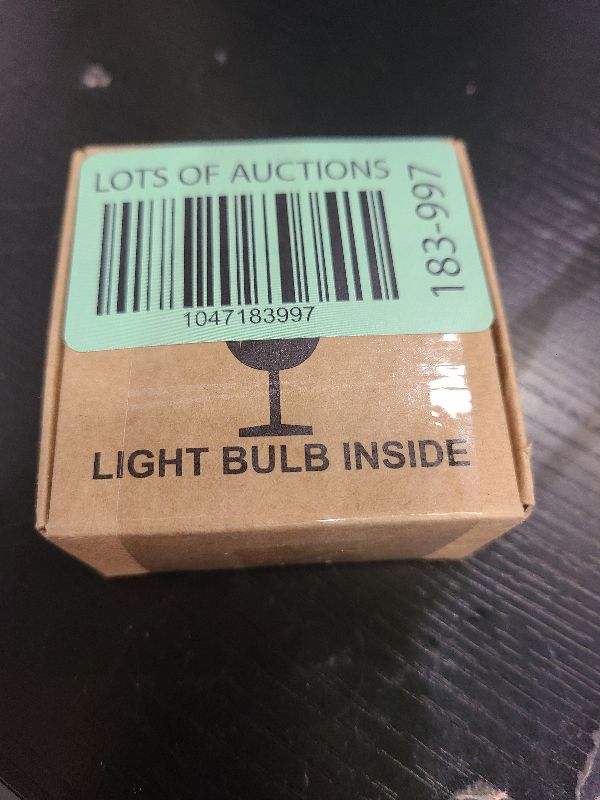 LOTS OF AUCTIONS
183-997
1047183997
LIGHT BULB INSIDE